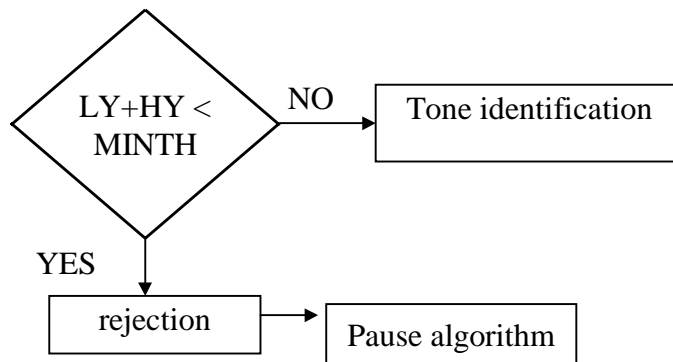 LY+HY <
MINTH
NO
Tone identification
YES
rejection
Pause algorithm